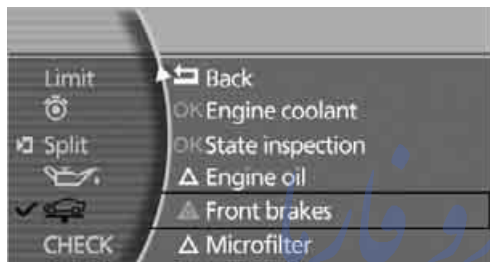 Limit
Split
CHECK
Back
OK Engine coolant
OK State inspection
Engine oil
Front brakes
Microfilter